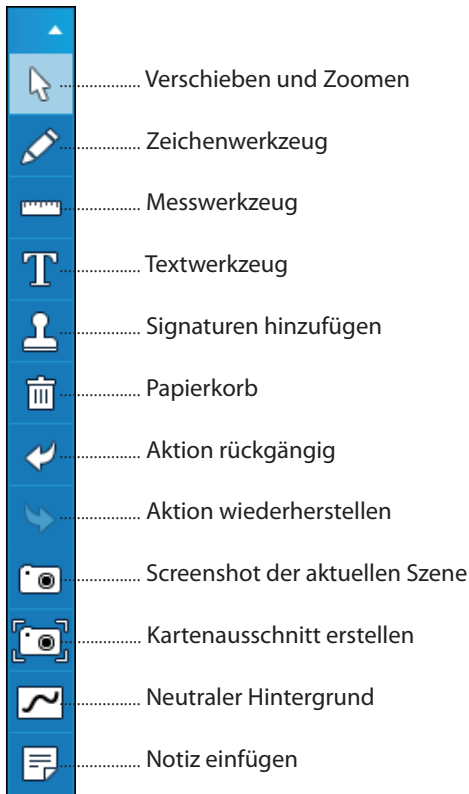 Verschieben und Zoomen
Zeichenwerkzeug
Messwerkzeug
Textwerkzeug
Signaturen hinzufügen
Papierkorb
Aktion rückgängig
Aktion wiederherstellen
Screenshot der aktuellen Szene
Kartenausschnitt erstellen
Neutraler Hintergrund
Notiz einfügen